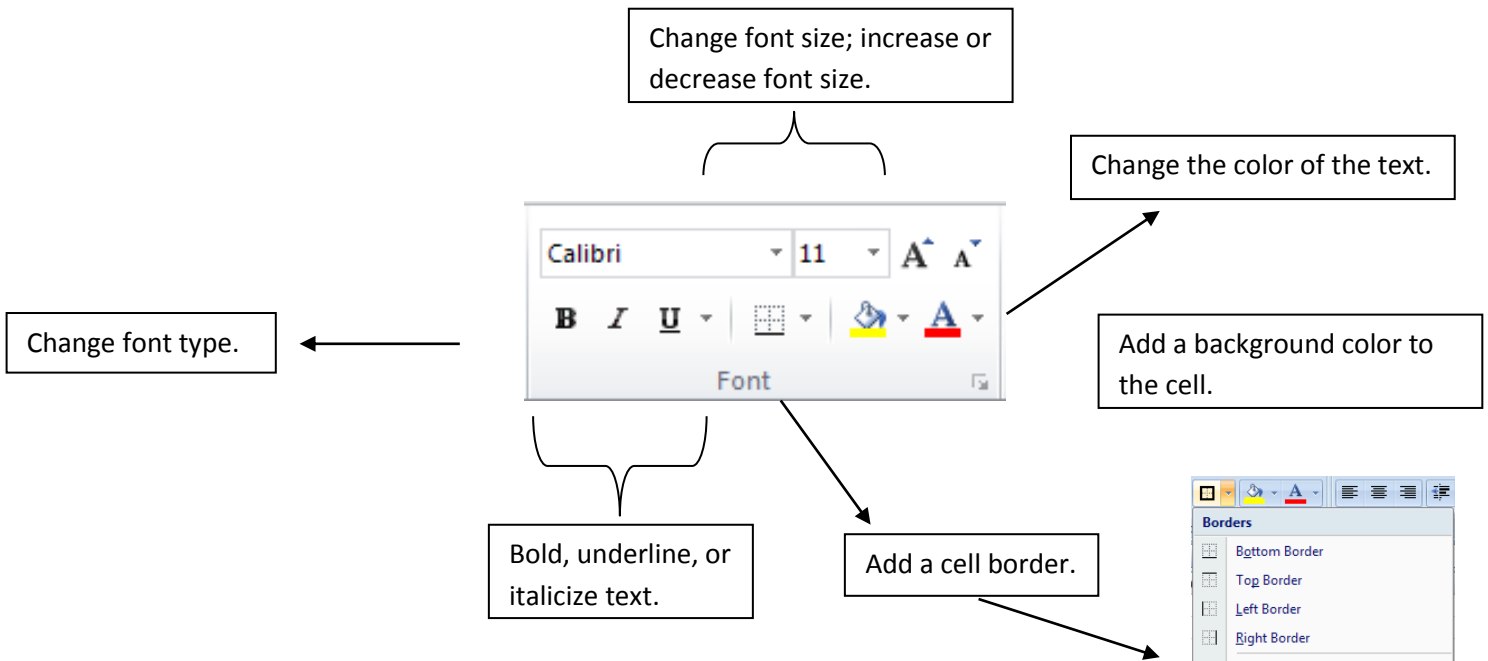 Change font size; increase or
decrease font size.
Change the color of the text.
Calibri 11 A A
B I U A
Font
Change font type.
Add a background color to
the cell.
Bold, underline, or
italicize text.
Add a cell border.
A
Borders
Bottom Border
Top Border
Left Border
Right Border